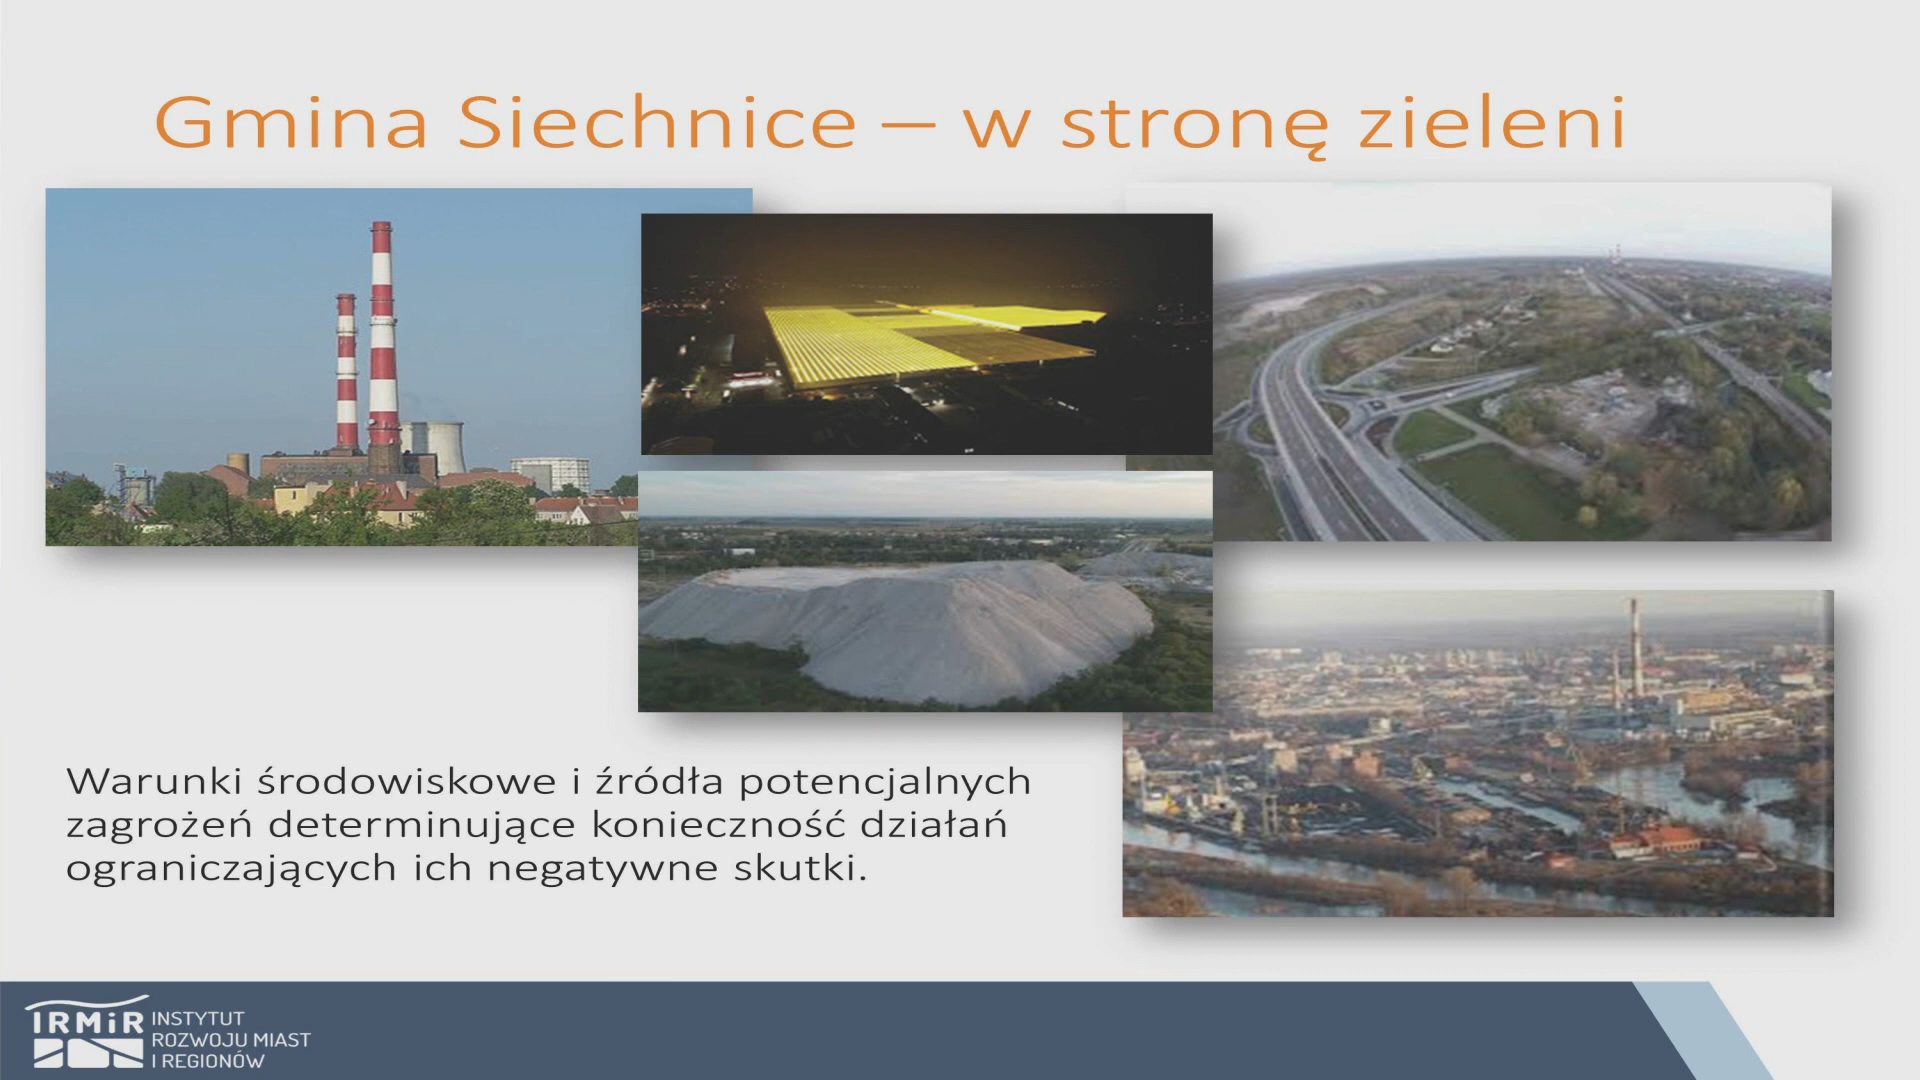 Gmina Siechnice – w stronę zieleni
Warunki środowiskowe i źródła potencjalnych
zagrożeń determinujące konieczność działań
ograniczających ich negatywne skutki.
IRMiR
INSTYTUT
ROZWOJU MIAST
I REGIONÓW